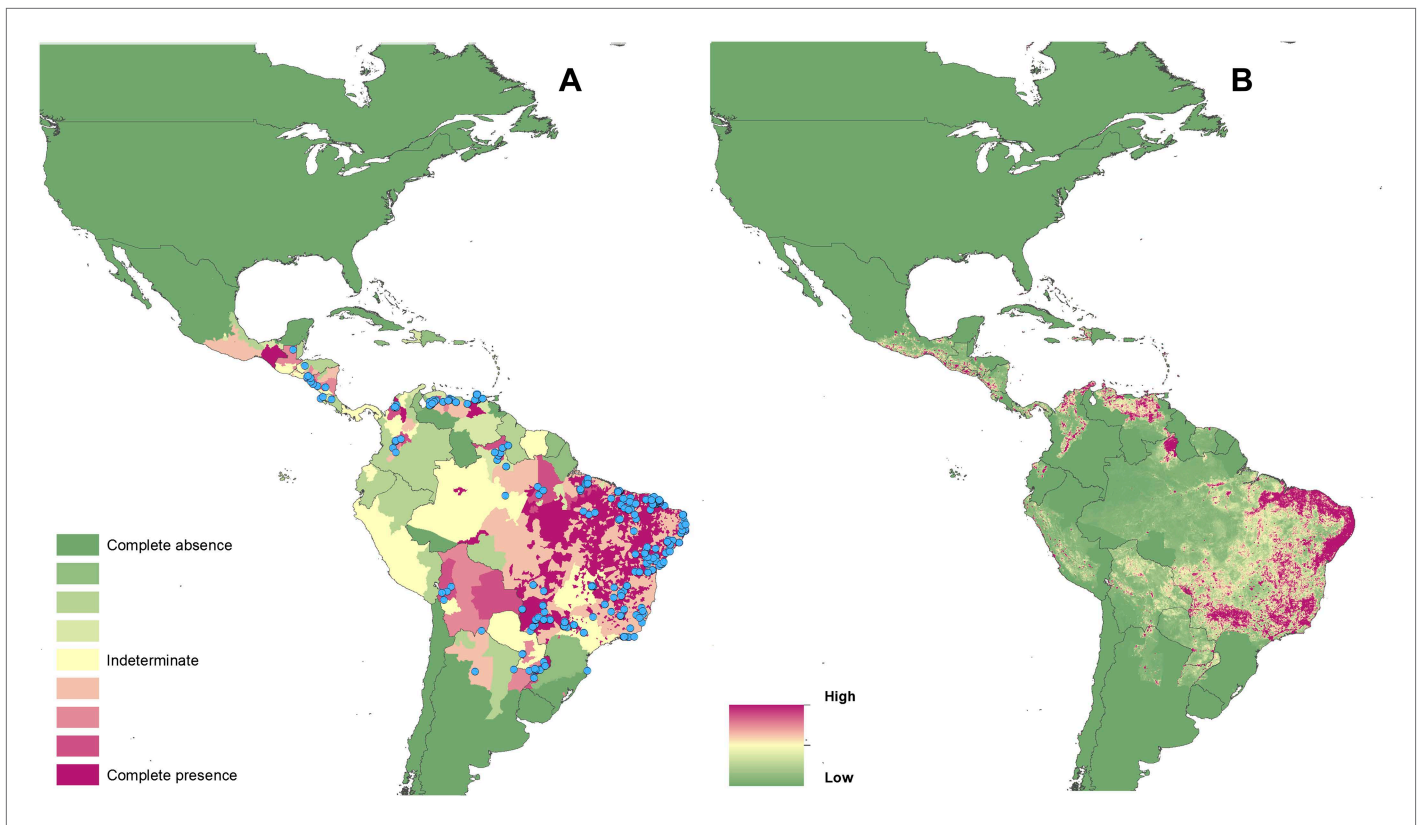 A
B
Complete absence
Indeterminate
Complete presence
High
Low